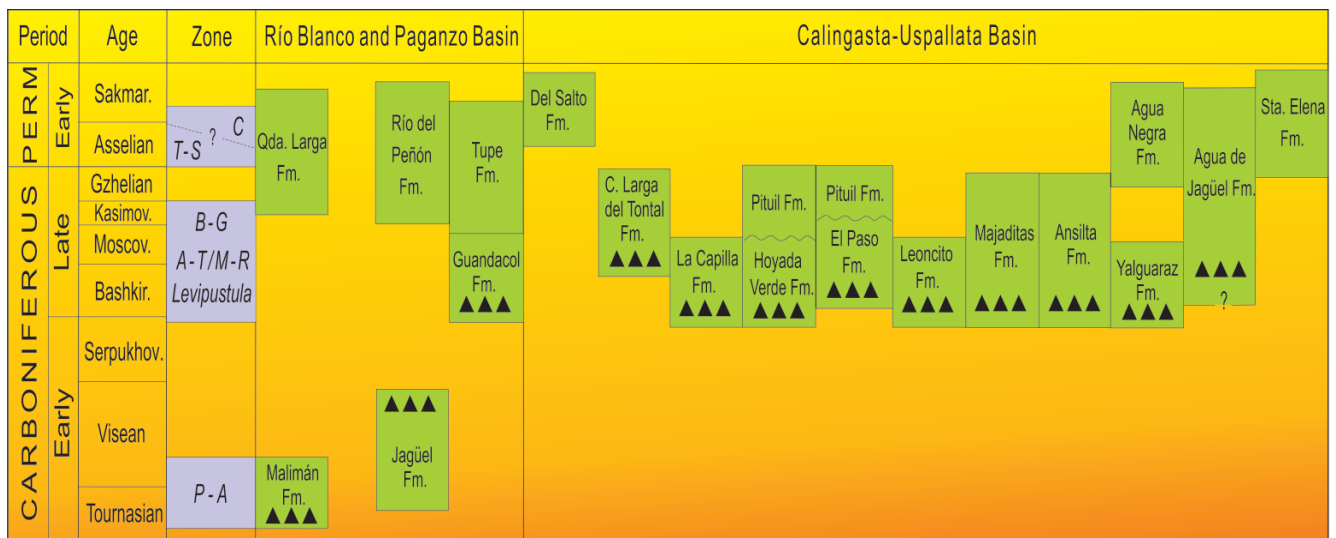 Period Age Zone Río Blanco and Paganzo Basin Calingasta-Uspallata Basin
PERM
Early
Sakmar.
Asselian
CARBONIFEROUS
Late
Gzhelian
Kasimov.
Moscov.
Bashkir.
Early
Serpukhov.
Visean
Tournasian
? C
T-S
B-G
A-T/M-R
Levipustula
P-A
Qda. Larga
Fm.
Malimán
Fm.
Río del
Peñón
Fm.
Jagüel
Fm.
Tupe
Fm.
Guandacol
Fm.
Del Salto
Fm.
C. Larga
del Tontal
Fm.
La Capilla
Fm.
Pituil Fm.
Hoyada
Verde Fm.
Pituil Fm.
El Paso
Fm.
Leoncito
Fm.
Majaditas
Fm.
Ansilta
Fm.
Agua
Negra
Fm.
Yalguaraz
Fm.
Agua de
Jagüel Fm.
?
Sta. Elena
Fm.